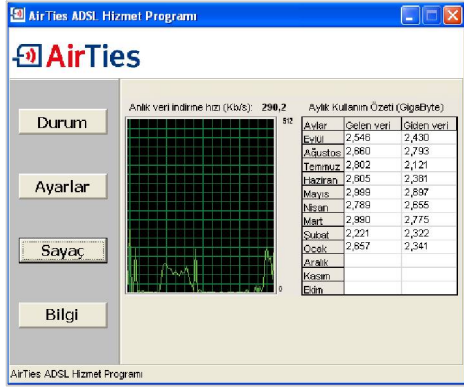 AirTies ADSL Hizmet Programı
AirTies
Durum
Ayarlar
Sayaç
Bilgi
Anlık veri indirme hızı (Kb/s): 290,2
512
0
Aylık Kullanım Özeti (GigaByte)
Aylar Gelen veri Giden veri
Eylül 2,546 2,430
Ağustos 2,660 2,793
Temmuz 2,902 2,121
Haziran 2,605 2,361
Mayıs 2,999 2,897
Nisan 2,789 2,655
Mart 2,990 2,775
Şubat 2,221 2,322
Ocak 2,657 2,341
Aralık
Kasım
Ekim
AirTies ADSL Hizmet Programı